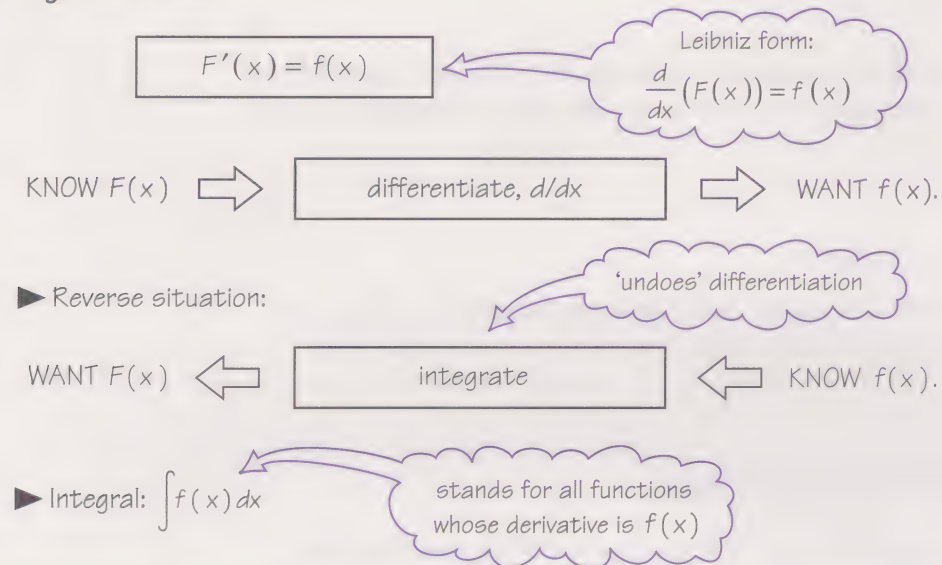 F′(x) = f(x)
Leibniz form:
d/dx (F(x)) = f(x)
KNOW F(x) ⇨ differentiate, d/dx ⇨ WANT f(x).
▶ Reverse situation:
'undoes' differentiation
WANT F(x) ⇦ integrate ⇦ KNOW f(x).
▶ Integral: ∫ f(x) dx
stands for all functions
whose derivative is f(x)